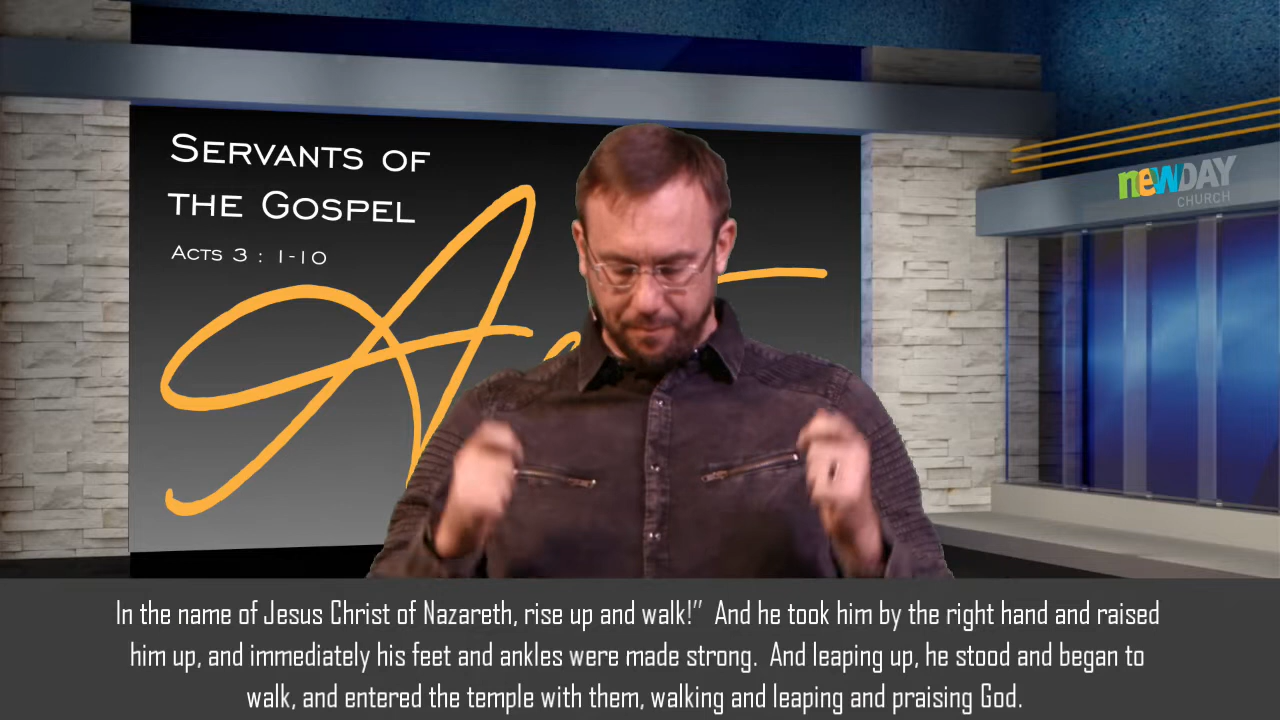 SERVANTS OF
THE GOSPEL
ACTS 3 : 1-10
newDAY
CHURCH
In the name of Jesus Christ of Nazareth, rise up and walk!” And he took him by the right hand and raised
him up, and immediately his feet and ankles were made strong. And leaping up, he stood and began to
walk, and entered the temple with them, walking and leaping and praising God.